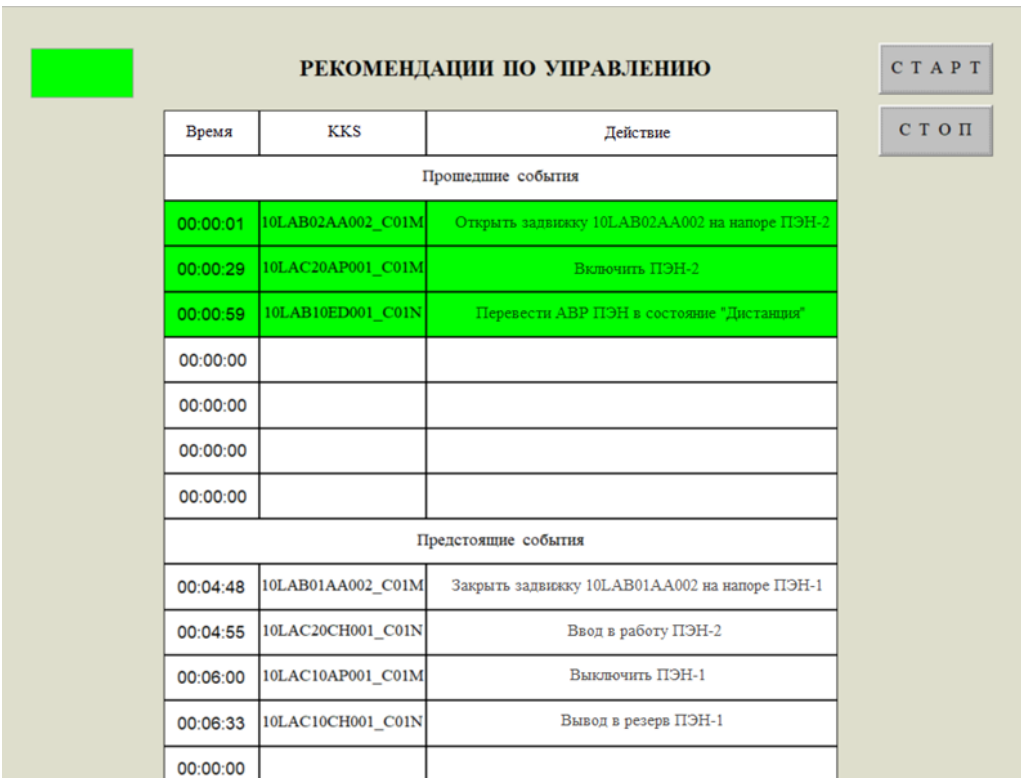 РЕКОМЕНДАЦИИ ПО УПРАВЛЕНИЮ
СТАРТ
СТОП
Время KKS Действие
Прошедшие события
00:00:01 10LAB02AA002_C01M Открыть задвижку 10LAB02AA002 на напоре ПЭН-2
00:00:29 10LAC20AP001_C01M Включить ПЭН-2
00:00:59 10LAB10ED001_C01N Перевести АВР ПЭН в состояние "Дистанция"
00:00:00
00:00:00
00:00:00
00:00:00
Предстоящие события
00:04:48 10LAB01AA002_C01M Закрыть задвижку 10LAB01AA002 на напоре ПЭН-1
00:04:55 10LAC20CH001_C01N Ввод в работу ПЭН-2
00:06:00 10LAC10AP001_C01M Выключить ПЭН-1
00:06:33 10LAC10CH001_C01N Вывод в резерв ПЭН-1
00:00:00